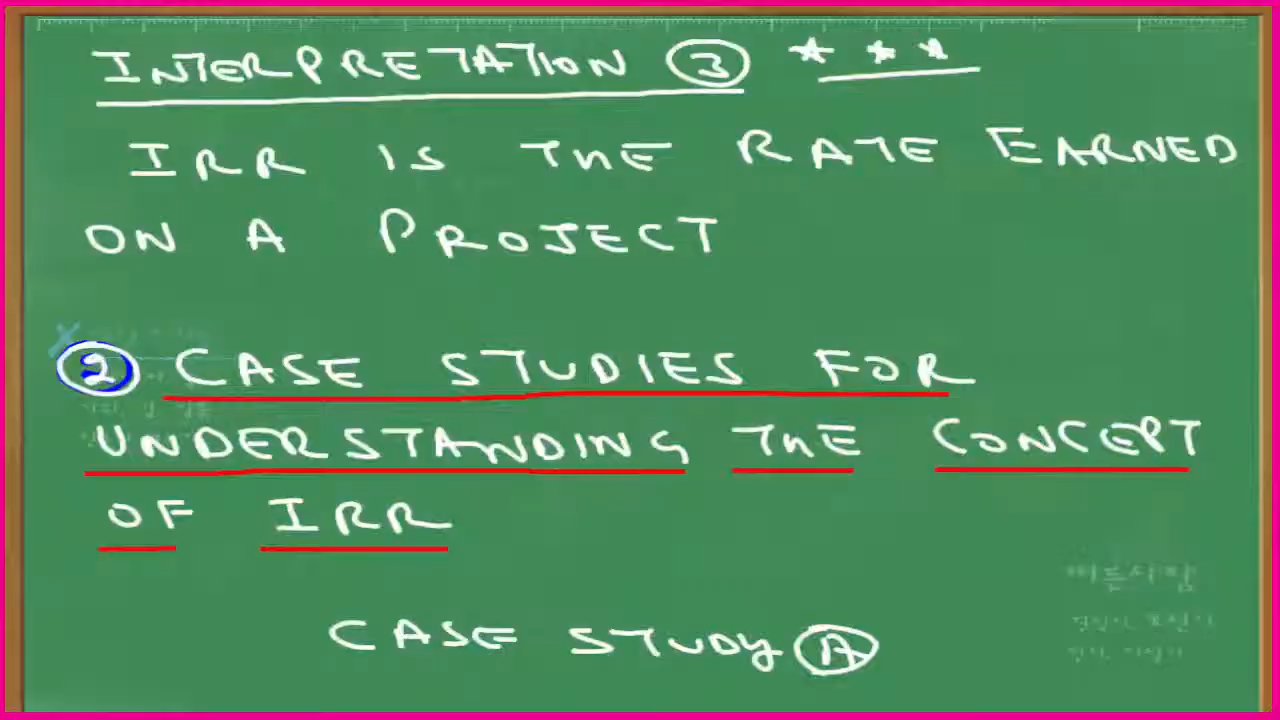 INTERPRETATION ③ ***
IRR IS THE RATE EARNED
ON A PROJECT
② CASE STUDIES FOR
UNDERSTANDING THE CONCEPT
OF IRR
CASE STUDY Ⓐ